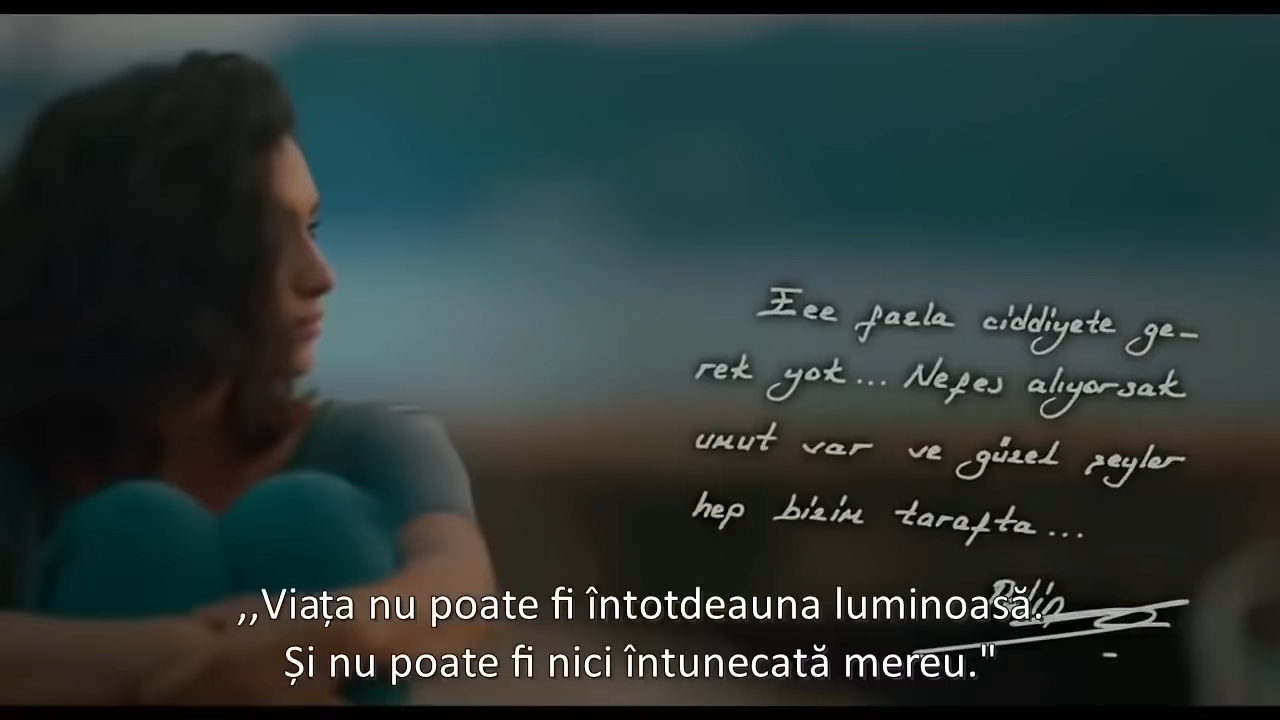 Eee fazla ciddiyete ge-
rek yok... Nefes alıyorsak
umut var ve güzel şeyler
hep bizim tarafta...
,,Viața nu poate fi întotdeauna luminoasă.
Și nu poate fi nici întunecată mereu."